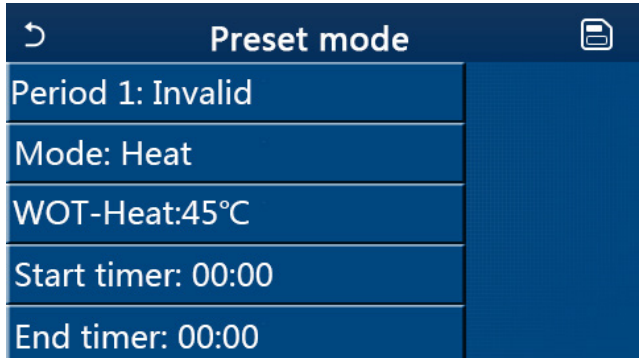 Preset mode
Period 1: Invalid
Mode: Heat
WOT-Heat:45℃
Start timer: 00:00
End timer: 00:00